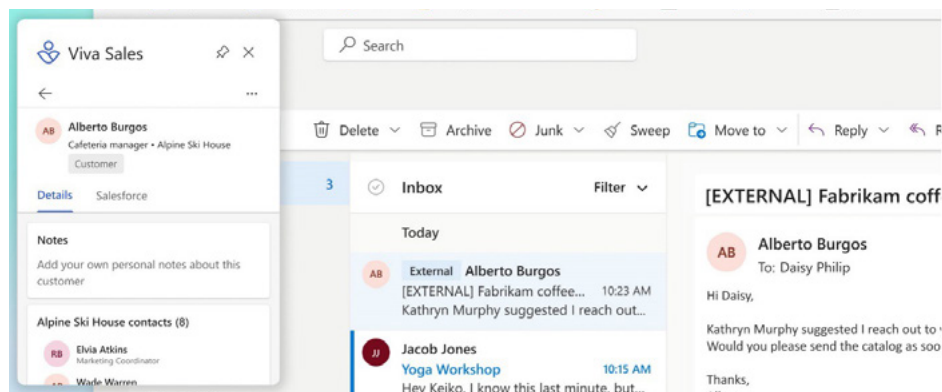 Viva Sales
Alberto Burgos
AB
Cafeteria manager • Alpine Ski House
Customer
Details Salesforce
Notes
Add your own personal notes about this
customer
Alpine Ski House contacts (8)
RB
Elvia Atkins
Marketing Coordinator
Wade Warren
Search
Delete Archive Junk Sweep Move to Reply R
3
Inbox Filter
Today
AB
External Alberto Burgos
[EXTERNAL] Fabrikam coffee... 10:23 AM
Kathryn Murphy suggested I reach out...
JJ
Jacob Jones
Yoga Workshop 10:15 AM
Hey Keiko, I know this last minute, but...
[EXTERNAL] Fabrikam coff
AB
Alberto Burgos
To: Daisy Philip
Hi Daisy,
Kathryn Murphy suggested I reach out to
Would you please send the catalog as soo
Thanks,